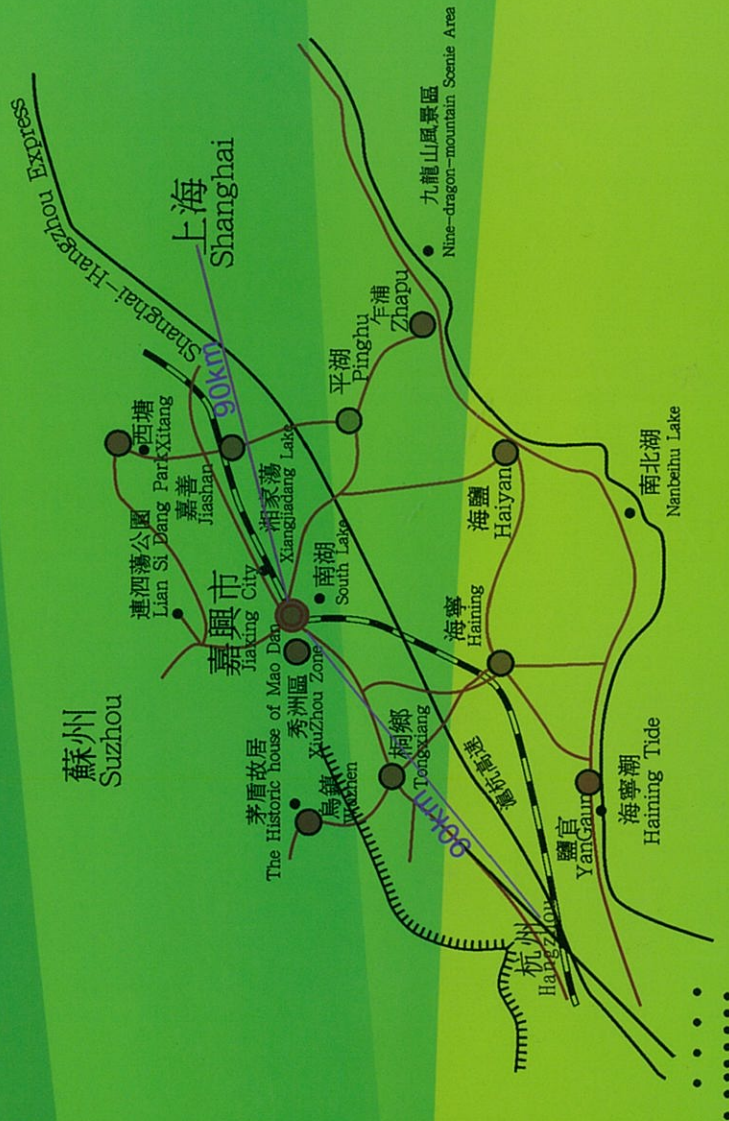 Shanghai-Hangzhou Express
上海
Shanghai
蘇州
Suzhou
西塘
Xitang
連泗蕩公園
Lian Si Dang Park
嘉善
Jiashan
90km
湘家蕩
Xiangjiadang Lake
嘉興市
Jiaxing City
南湖
South Lake
秀洲區
XiuZhou Zone
茅盾故居
The Historic house of Mao Dan
烏鎮
Wuzhen
桐鄉
Tongxiang
90km
平湖
Pinghu
乍浦
Zhapu
九龍山風景區
Nine-dragon-mountain Scenie Area
海鹽
Haiyan
南北湖
Nanbeihu Lake
海寧
Haining
滬杭高速
鹽官
YanGaun
海寧潮
Haining Tide
杭州
Hangzhou